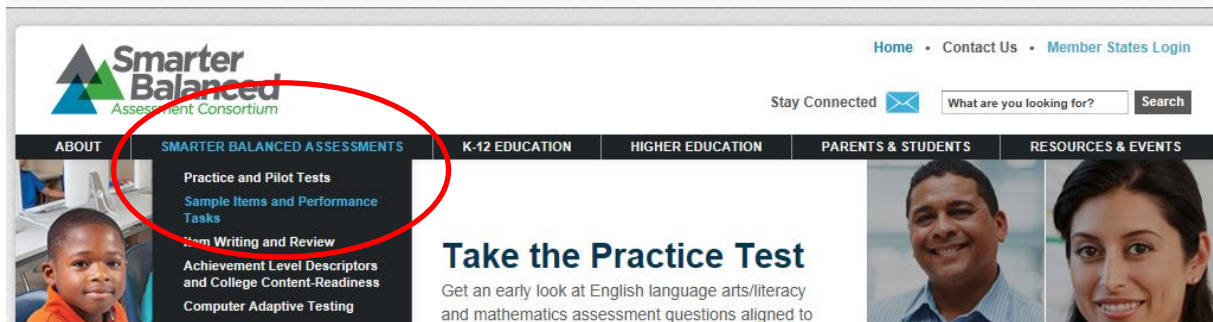 Smarter
Balanced
Assessment Consortium
Home • Contact Us • Member States Login
Stay Connected
What are you looking for?
Search
ABOUT
SMARTER BALANCED ASSESSMENTS
K-12 EDUCATION
HIGHER EDUCATION
PARENTS & STUDENTS
RESOURCES & EVENTS
Practice and Pilot Tests
Sample Items and Performance
Tasks
Item Writing and Review
Achievement Level Descriptors
and College Content-Readiness
Computer Adaptive Testing
Take the Practice Test
Get an early look at English language arts/literacy
and mathematics assessment questions aligned to